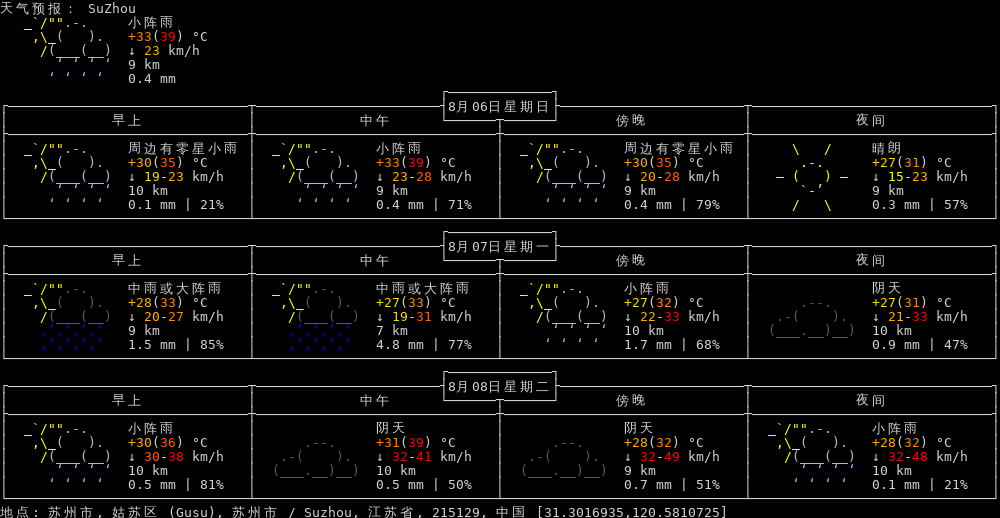 天气预报： SuZhou
小阵雨
+33(39) °C
↓ 23 km/h
9 km
0.4 mm
8月06日星期日
早上 中午 傍晚 夜间
周边有零星小雨 小阵雨 周边有零星小雨 晴朗
+30(35) °C +33(39) °C +30(35) °C +27(31) °C
↓ 19-23 km/h ↓ 23-28 km/h ↓ 20-28 km/h ↓ 15-23 km/h
10 km 9 km 9 km 9 km
0.1 mm | 21% 0.4 mm | 71% 0.4 mm | 79% 0.3 mm | 57%
8月07日星期一
早上 中午 傍晚 夜间
中雨或大阵雨 中雨或大阵雨 小阵雨 阴天
+28(33) °C +27(33) °C +27(32) °C +27(31) °C
↓ 20-27 km/h ↓ 19-31 km/h ↓ 22-33 km/h ↓ 21-33 km/h
9 km 7 km 10 km 10 km
1.5 mm | 85% 4.8 mm | 77% 1.7 mm | 68% 0.9 mm | 47%
8月08日星期二
早上 中午 傍晚 夜间
小阵雨 阴天 阴天 小阵雨
+30(36) °C +31(39) °C +28(32) °C +28(32) °C
↓ 30-38 km/h ↓ 32-41 km/h ↓ 32-49 km/h ↓ 32-48 km/h
10 km 10 km 9 km 10 km
0.5 mm | 81% 0.5 mm | 50% 0.7 mm | 51% 0.1 mm | 21%
地点: 苏州市, 姑苏区 (Gusu), 苏州市 / Suzhou, 江苏省, 215129, 中国 [31.3016935,120.5810725]